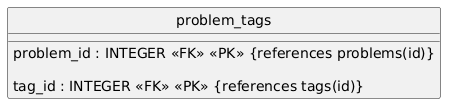 problem_tags
problem_id : INTEGER «FK» «PK» {references problems(id)}
tag_id : INTEGER «FK» «PK» {references tags(id)}